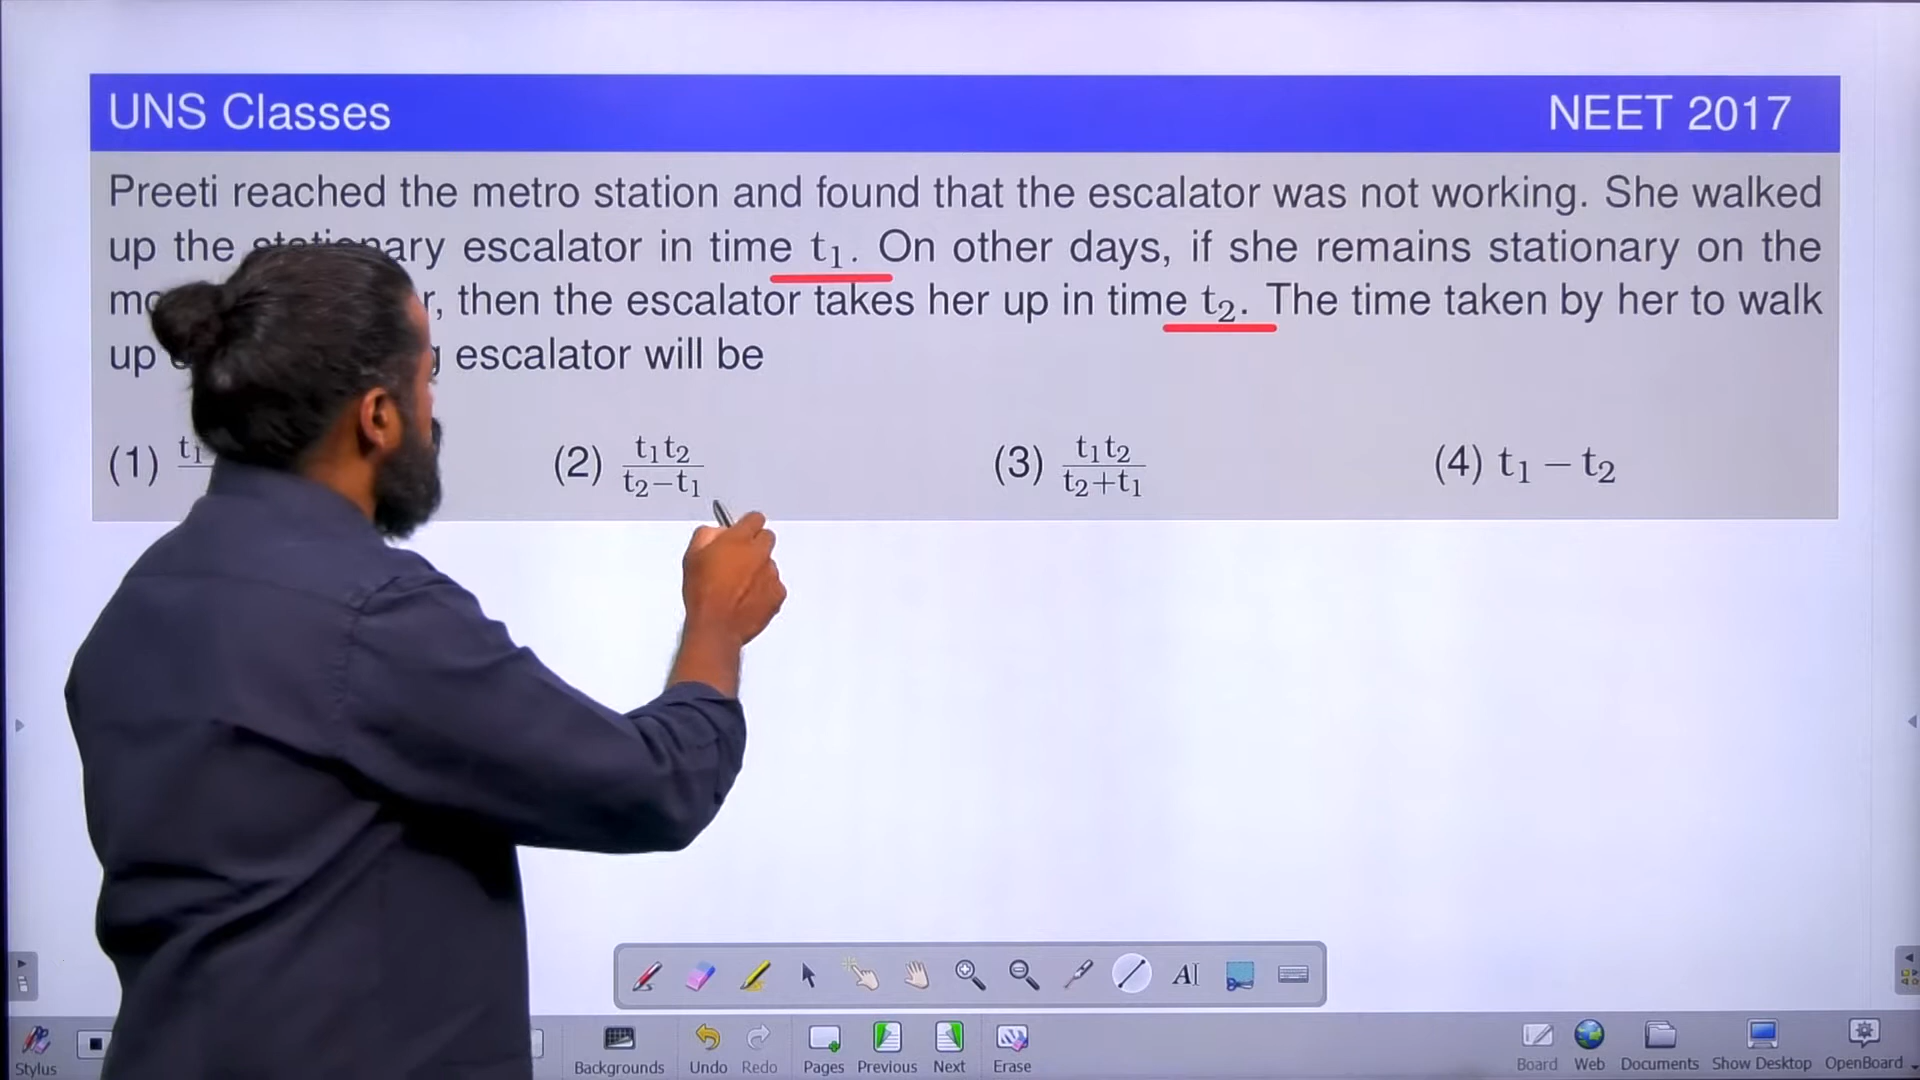 UNS Classes NEET 2017
Preeti reached the metro station and found that the escalator was not working. She walked
up the stationary escalator in time t₁. On other days, if she remains stationary on the
, then the escalator takes her up in time t₂. The time taken by her to walk
up escalator will be
(1) t₁ (2) t₁t₂/t₂−t₁ (3) t₁t₂/t₂+t₁ (4) t₁ − t₂
AI
Stylus Backgrounds Undo Redo Pages Previous Next Erase Board Web Documents Show Desktop OpenBoard